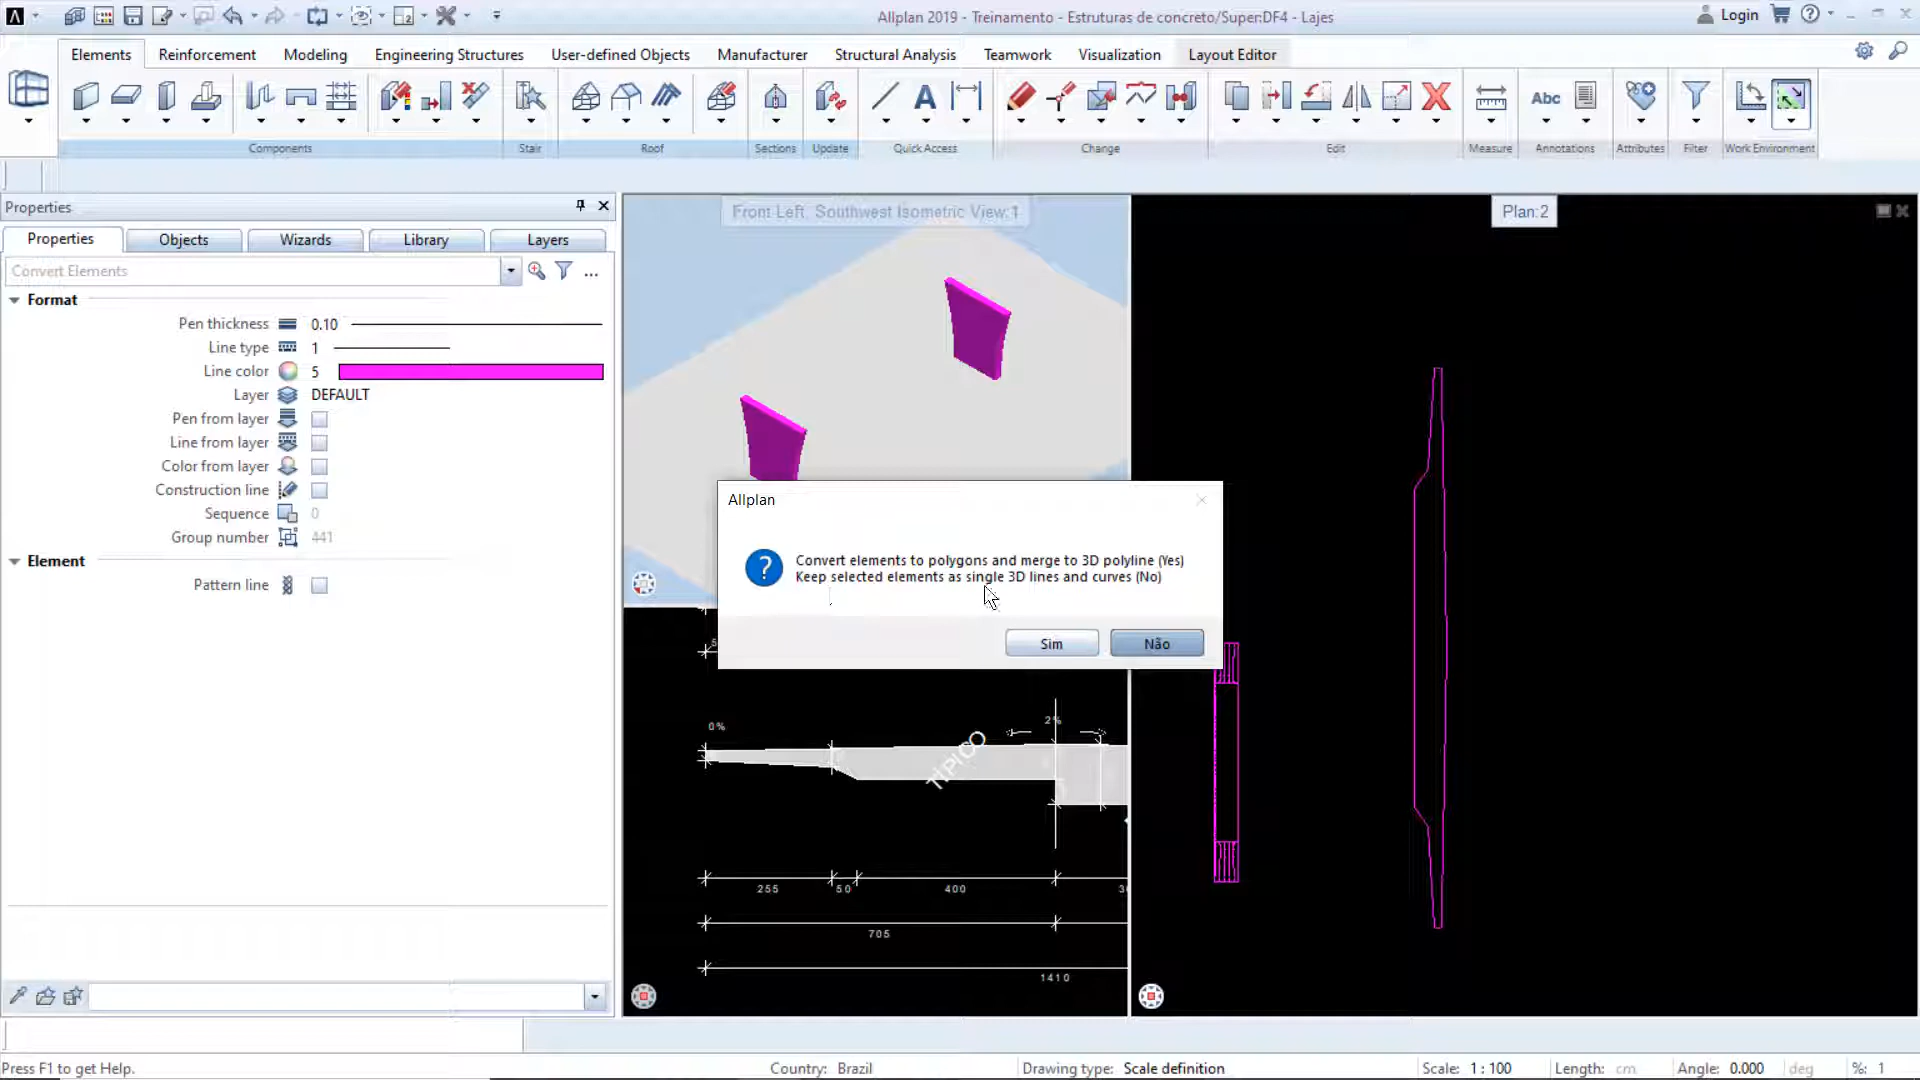 Allplan 2019 - Treinamento - Estruturas de concreto/Super:DF4 - Lajes
Login
Elements
Reinforcement
Modeling
Engineering Structures
User-defined Objects
Manufacturer
Structural Analysis
Teamwork
Visualization
Layout Editor
Abc
Components
Stair
Roof
Sections
Update
Quick Access
Change
Edit
Measure
Annotations
Attributes
Filter
Work Environment
Properties
Properties
Objects
Wizards
Library
Layers
Convert Elements
Format
Pen thickness 0.10
Line type 1
Line color 5
Layer DEFAULT
Pen from layer
Line from layer
Color from layer
Construction line
Sequence 0
Group number 441
Element
Pattern line
Front Left, Southwest Isometric View:1
Plan:2
Allplan
Convert elements to polygons and merge to 3D polyline (Yes)
Keep selected elements as single 3D lines and curves (No)
Sim
Não
0%
2%
TÍPICO
255
50
400
705
1410
Press F1 to get Help.
Country: Brazil
Drawing type: Scale definition
Scale: 1 : 100
Length: cm
Angle: 0.000 deg
%: 1